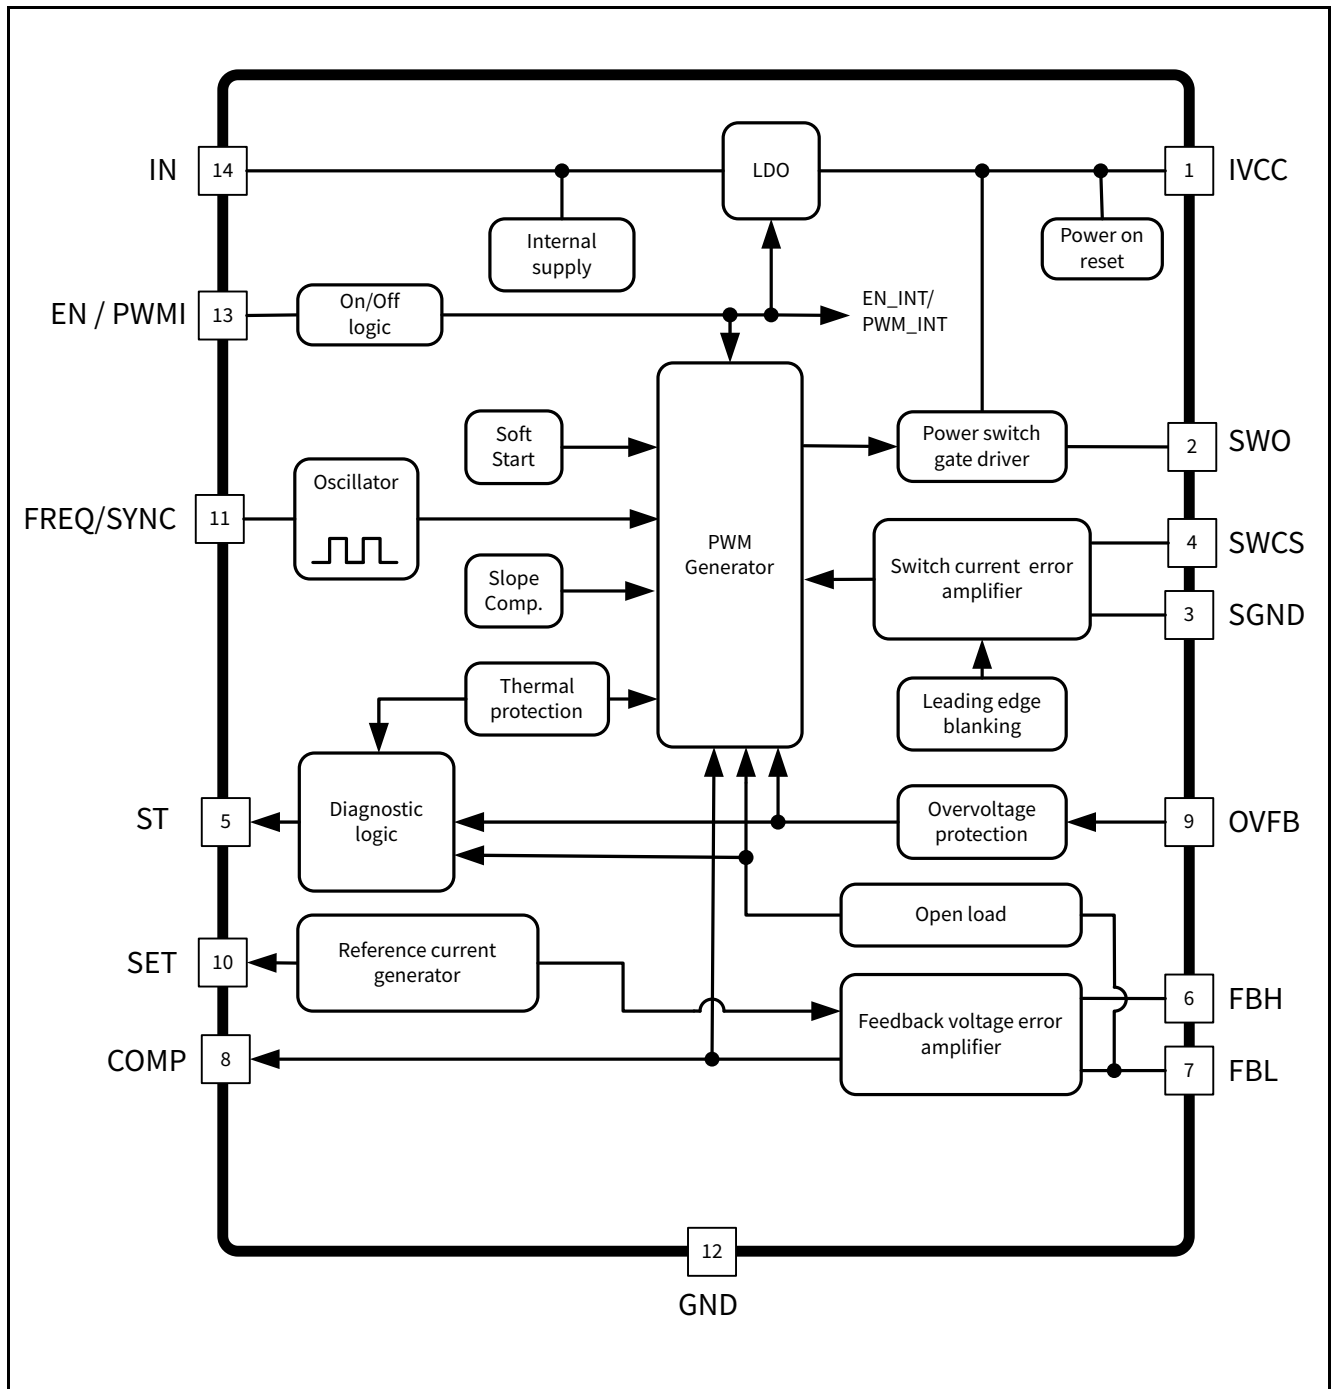 IN
14
LDO
1
IVCC
Internal
supply
Power on
reset
EN / PWMI
13
On/Off
logic
EN_INT/
PWM_INT
Soft
Start
Power switch
gate driver
2
SWO
FREQ/SYNC
11
Oscillator
PWM
Generator
Switch current error
amplifier
4
SWCS
3
SGND
Slope
Comp.
Thermal
protection
Leading edge
blanking
ST
5
Diagnostic
logic
Overvoltage
protection
9
OVFB
Open load
SET
10
Reference current
generator
Feedback voltage error
amplifier
6
FBH
COMP
8
7
FBL
12
GND